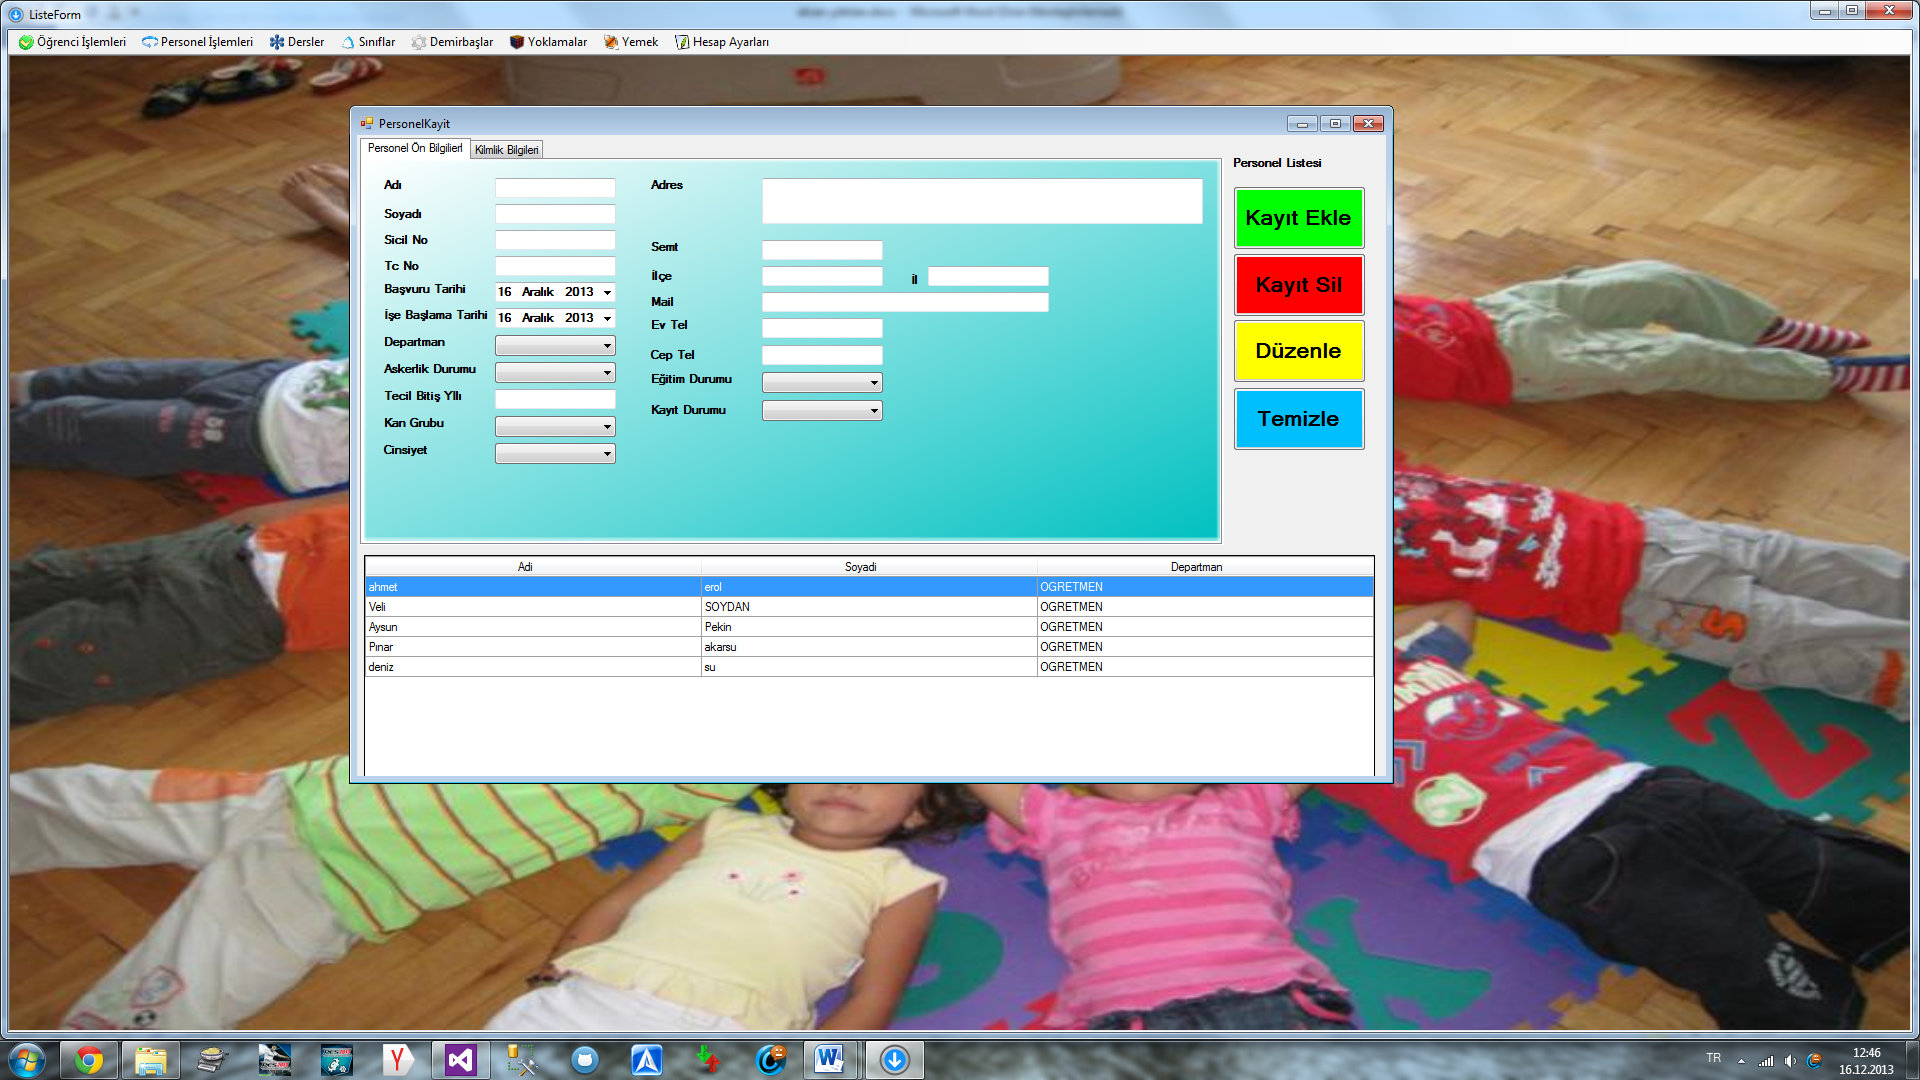 ListeForm
Öğrenci İşlemleri Personel İşlemleri Dersler Sınıflar Demirbaşlar Yoklamalar Yemek Hesap Ayarları
PersonelKayit
Personel Ön Bilgilieri Kilmlik Bilgileri
Personel Listesi
Adı
Adres
Soyadı
Sicil No
Semt
Tc No
İlçe
İl
Başvuru Tarihi 16 Aralık 2013
Mail
İşe Başlama Tarihi 16 Aralık 2013
Ev Tel
Departman
Cep Tel
Askerlik Durumu
Eğitim Durumu
Tecil Bitiş Yllı
Kayıt Durumu
Kan Grubu
Cinsiyet
Kayıt Ekle
Kayıt Sil
Düzenle
Temizle
Adi Soyadi Departman
ahmet erol OGRETMEN
Veli SOYDAN OGRETMEN
Aysun Pekin OGRETMEN
Pınar akarsu OGRETMEN
deniz su OGRETMEN
TR
12:46
16.12.2013